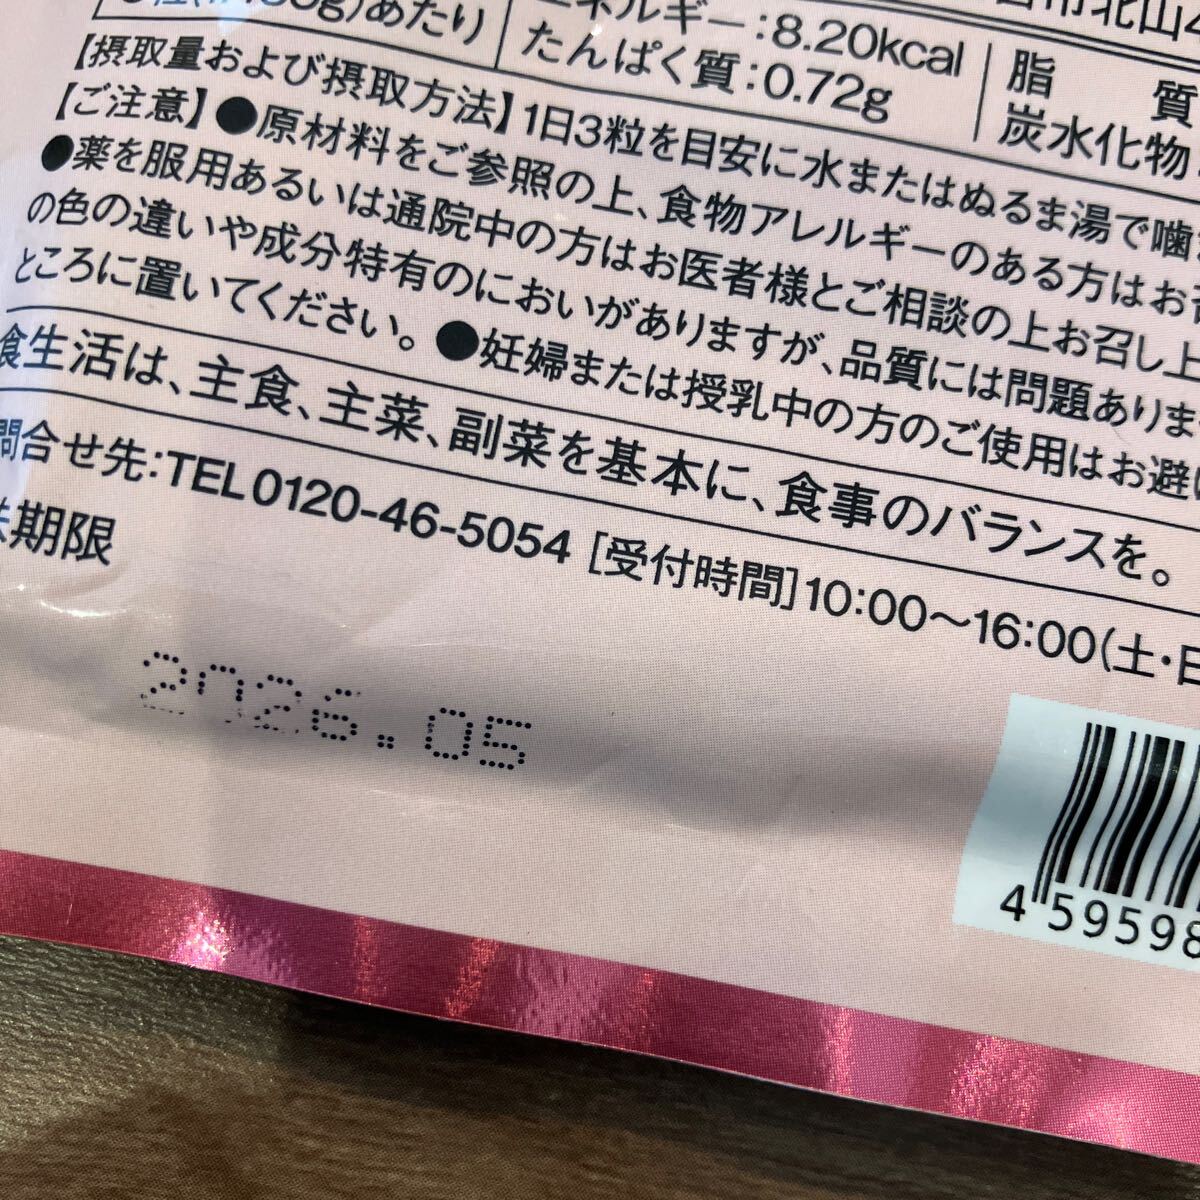 あたり
エネルギー:8.20kcal
たんぱく質:0.72g
脂 質
炭水化物
【摂取量および摂取方法】1日3粒を目安に水またはぬるま湯で噛
【ご注意】●原材料をご参照の上、食物アレルギーのある方はお
●薬を服用あるいは通院中の方はお医者様とご相談の上お召し上
の色の違いや成分特有のにおいがありますが、品質には問題ありま
ところに置いてください。●妊婦または授乳中の方のご使用はお避
食生活は、主食、主菜、副菜を基本に、食事のバランスを。
問合せ先:TEL0120-46-5054 [受付時間]10:00〜16:00(土・日
味期限
2026.05
4 59598